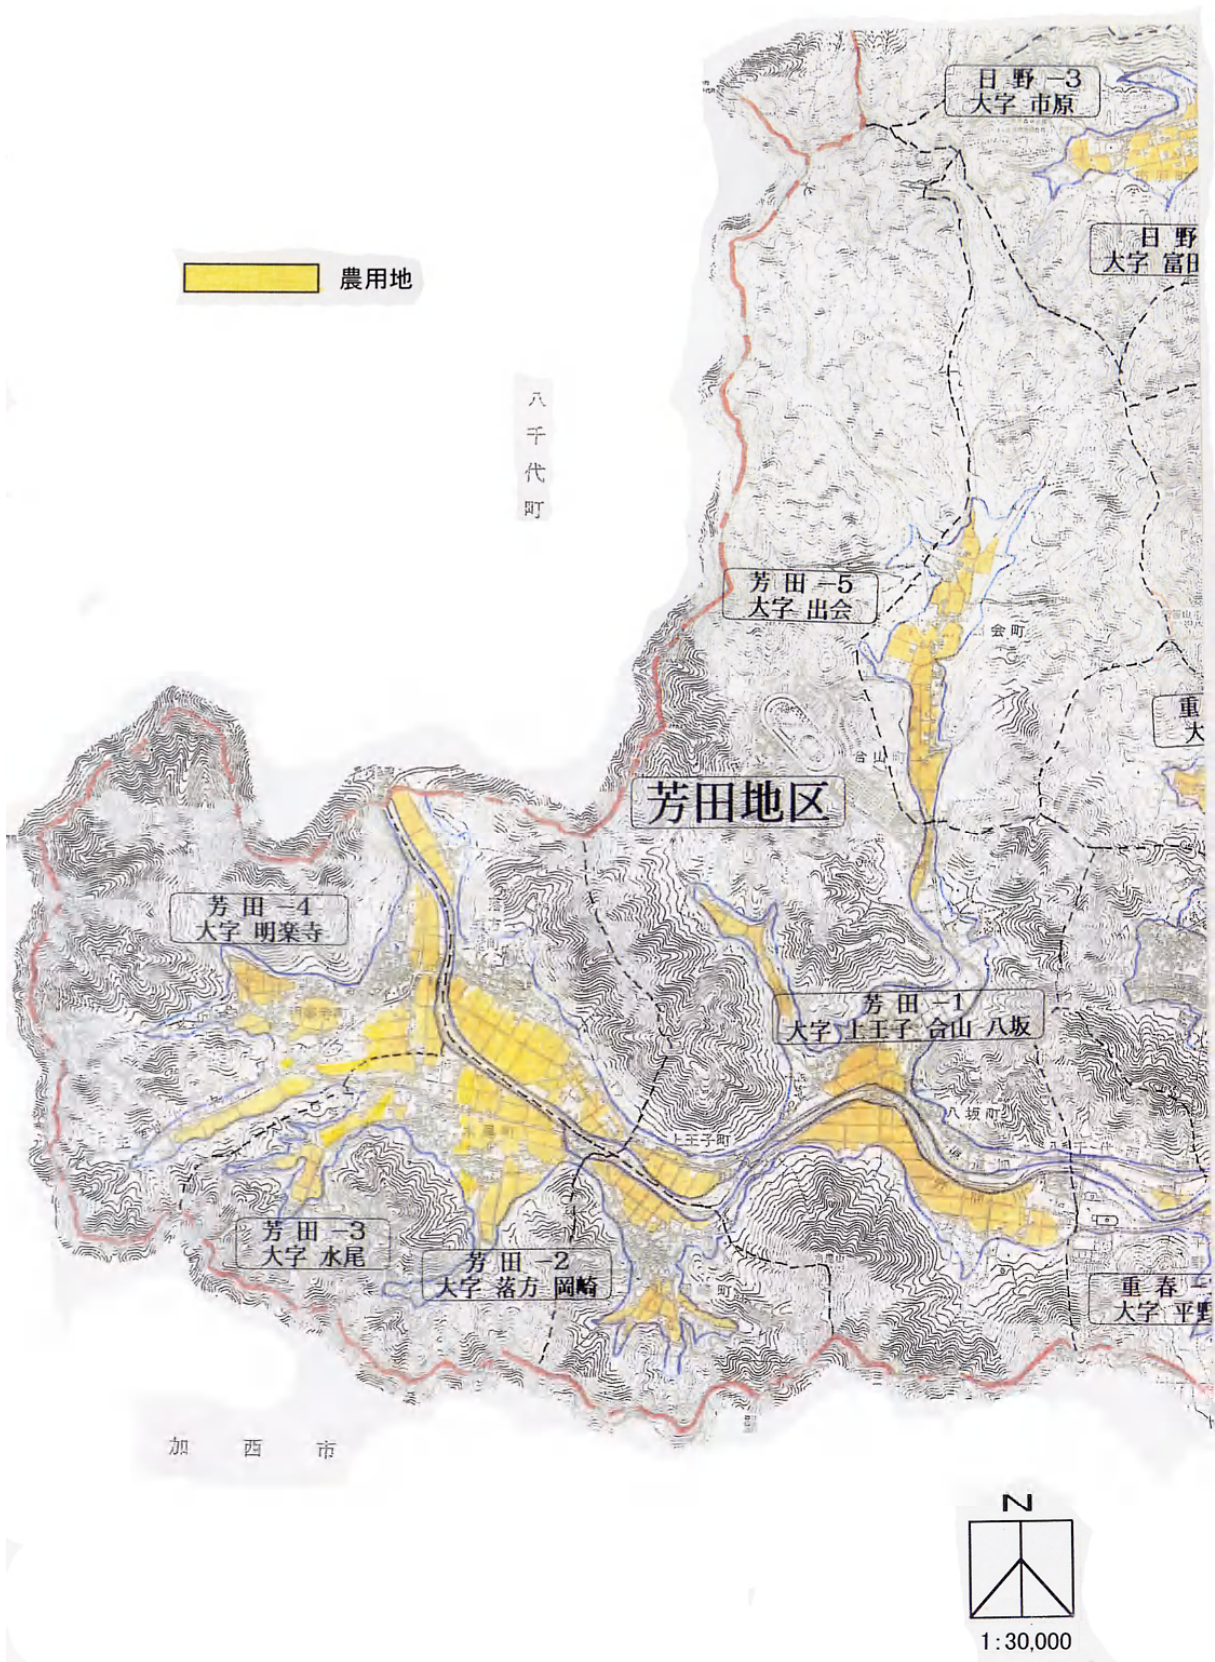 日 野 −3
大字 市原
日 野
大字 富田
農用地
八千代町
芳 田 −5
大字 出会
会町
重
大
合山町
芳田地区
芳 田 −4
大字 明楽寺
芳 田 −1
大字 上王子 合山 八坂
八坂町
上王子町
水尾町
芳 田 −3
大字 水尾
芳 田 −2
大字 落方 岡崎
町
重 春 −
大字 平野
加 西 市
N
1:30,000